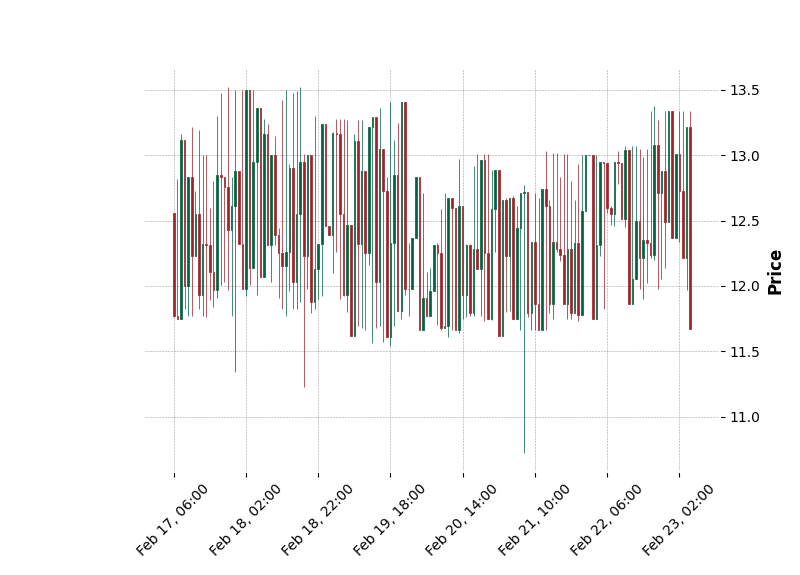 13.5
13.0
12.5
12.0
11.5
11.0
Price
Feb 17, 06:00
Feb 18, 02:00
Feb 18, 22:00
Feb 19, 18:00
Feb 20, 14:00
Feb 21, 10:00
Feb 22, 06:00
Feb 23, 02:00